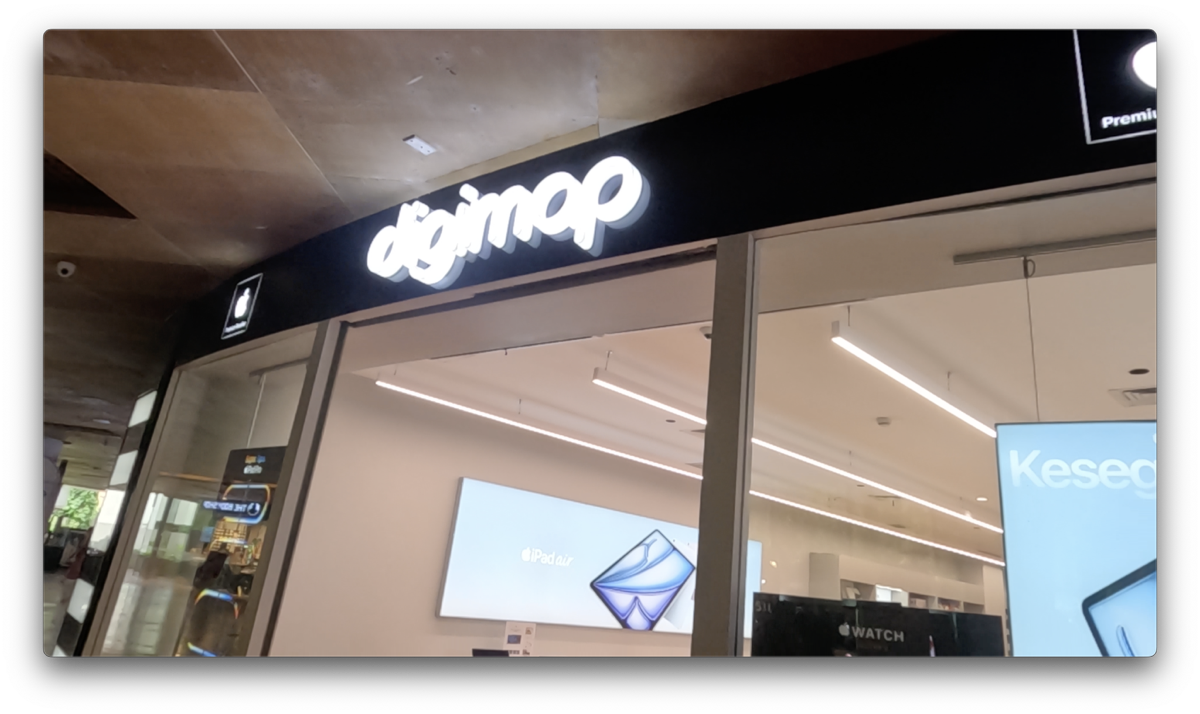 digimap
Premiu
iPad air
Keseg
WATCH